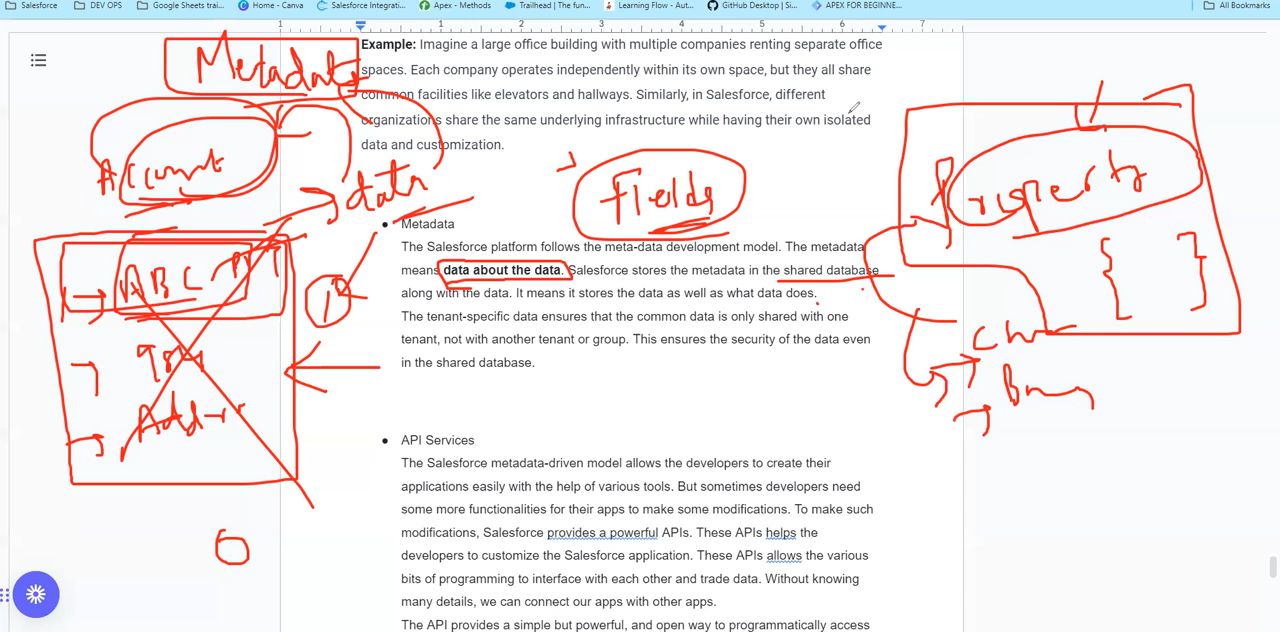 Salesforce DEV OPS Google Sheets trai... Home - Canva Salesforce Integrati... Apex - Methods Trailhead | The fun... Learning Flow - Aut... GitHub Desktop | Si... APEX FOR BEGINNE... All Bookmarks
1 1 2 3 4 5 6 7
Example: Imagine a large office building with multiple companies renting separate office
spaces. Each company operates independently within its own space, but they all share
common facilities like elevators and hallways. Similarly, in Salesforce, different
organizations share the same underlying infrastructure while having their own isolated
data and customization.
Metadata
Account
data
Fields
Property
{ }
ABC
1
● Metadata
The Salesforce platform follows the meta-data development model. The metadata
means data about the data. Salesforce stores the metadata in the shared database
along with the data. It means it stores the data as well as what data does.
The tenant-specific data ensures that the common data is only shared with one
tenant, not with another tenant or group. This ensures the security of the data even
in the shared database.
● API Services
The Salesforce metadata-driven model allows the developers to create their
applications easily with the help of various tools. But sometimes developers need
some more functionalities for their apps to make some modifications. To make such
modifications, Salesforce provides a powerful APIs. These APIs helps the
developers to customize the Salesforce application. These APIs allows the various
bits of programming to interface with each other and trade data. Without knowing
many details, we can connect our apps with other apps.
The API provides a simple but powerful, and open way to programmatically access